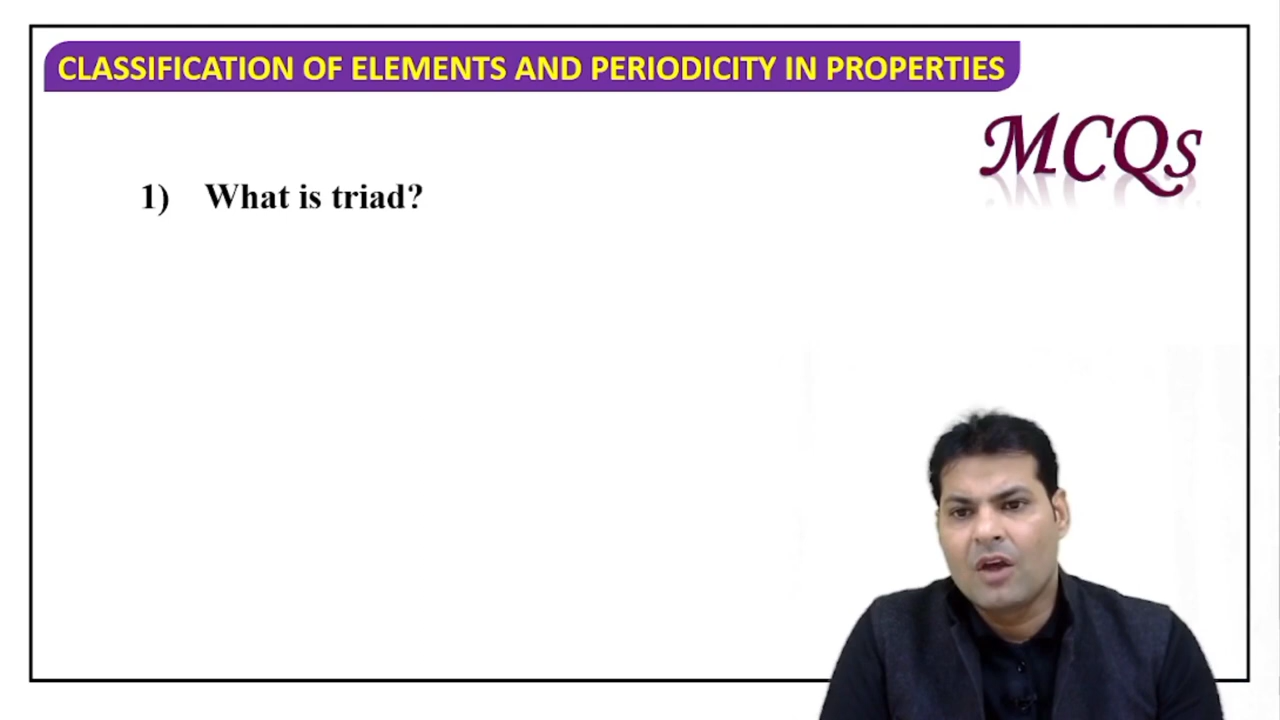 CLASSIFICATION OF ELEMENTS AND PERIODICITY IN PROPERTIES
MCQs
1) What is triad?